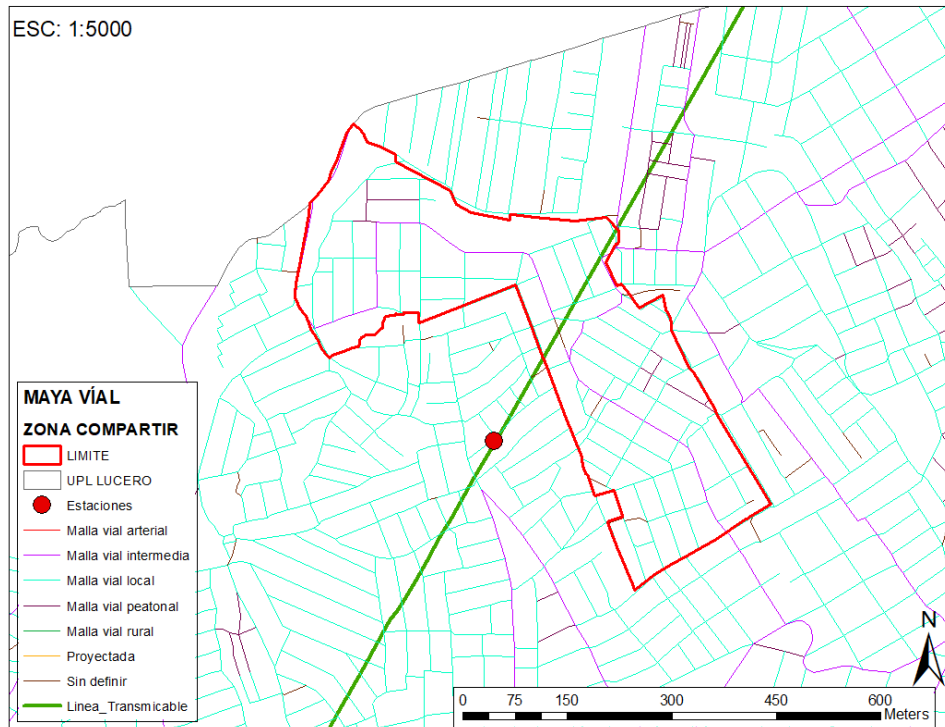 ESC: 1:5000
MAYA VÍAL
ZONA COMPARTIR
LIMITE
UPL LUCERO
Estaciones
Malla vial arterial
Malla vial intermedia
Malla vial local
Malla vial peatonal
Malla vial rural
Proyectada
Sin definir
Linea_Transmicable
N
0 75 150 300 450 600
Meters